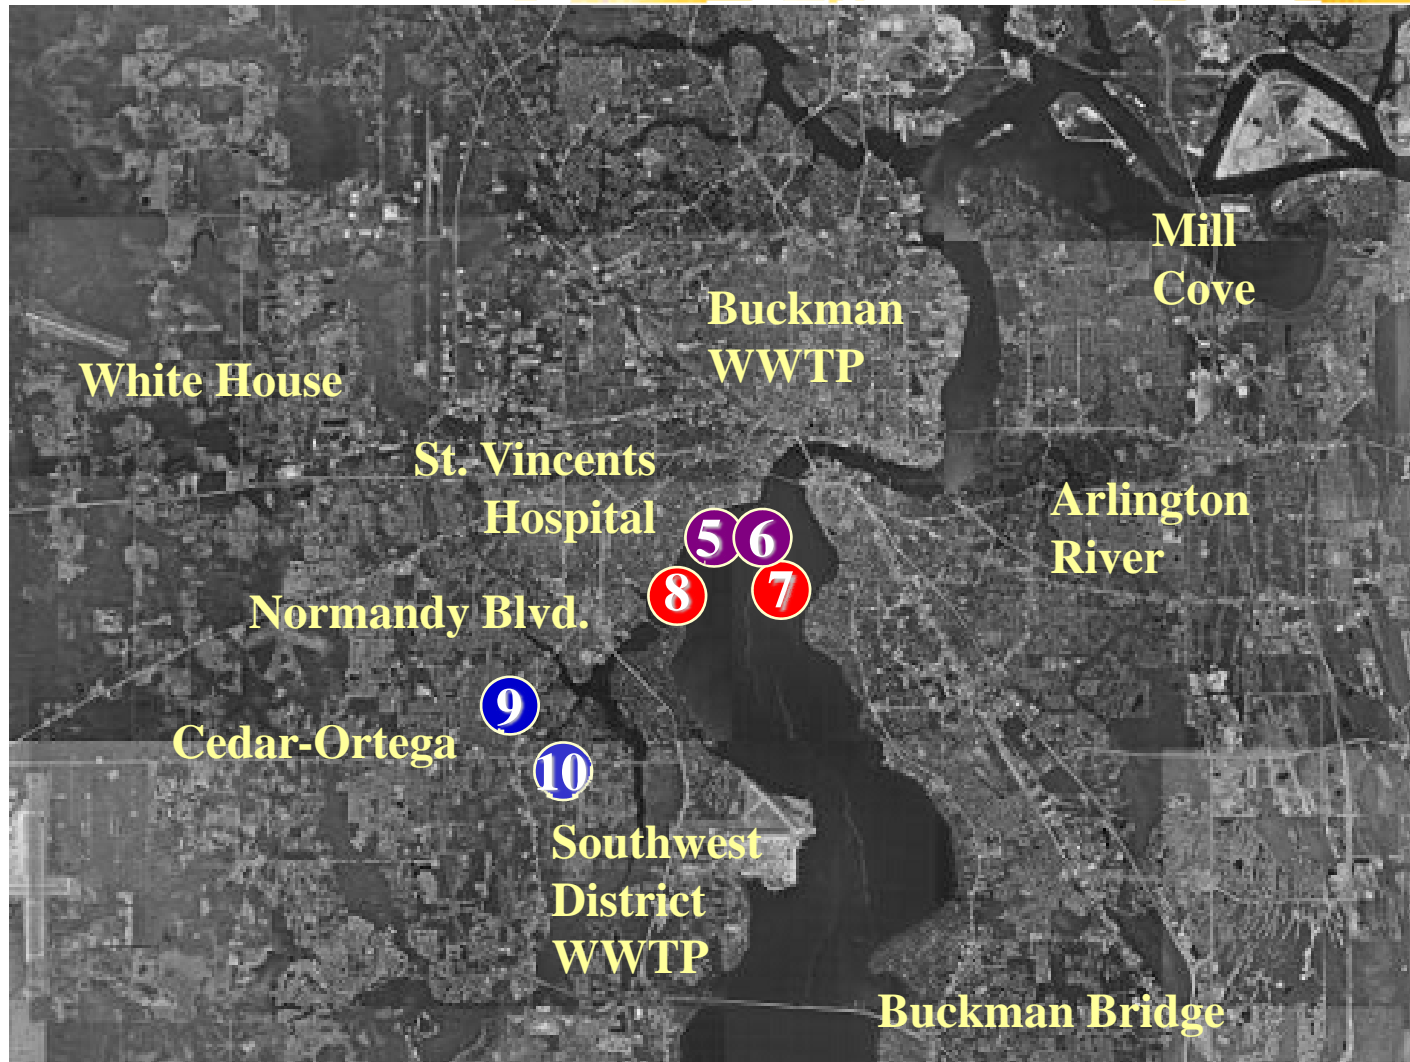 Mill
Cove
Buckman
WWTP
White House
St. Vincents
Hospital
Arlington
River
5
6
7
8
Normandy Blvd.
9
Cedar-Ortega
10
Southwest
District
WWTP
Buckman Bridge